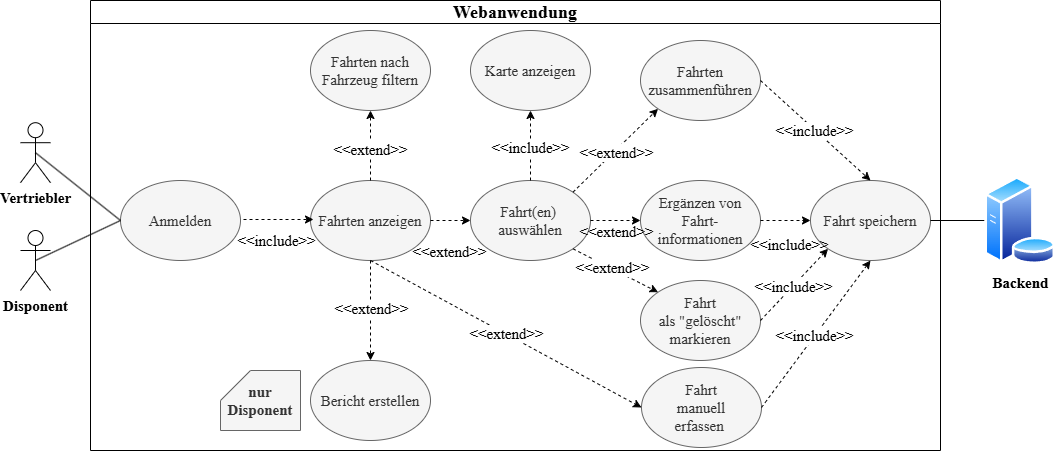 Webanwendung
Fahrten nach
Fahrzeug filtern
Karte anzeigen
Fahrten
zusammenführen
<<extend>>
<<include>>
<<extend>>
<<include>>
Vertriebler
Anmelden
<<include>>
Fahrten anzeigen
<<extend>>
Fahrt(en)
auswählen
<<extend>>
Ergänzen von
Fahrt-
informationen
<<include>>
Fahrt speichern
Backend
Disponent
<<extend>>
<<extend>>
<<extend>>
Fahrt
als "gelöscht"
markieren
<<include>>
<<include>>
nur
Disponent
Bericht erstellen
Fahrt
manuell
erfassen